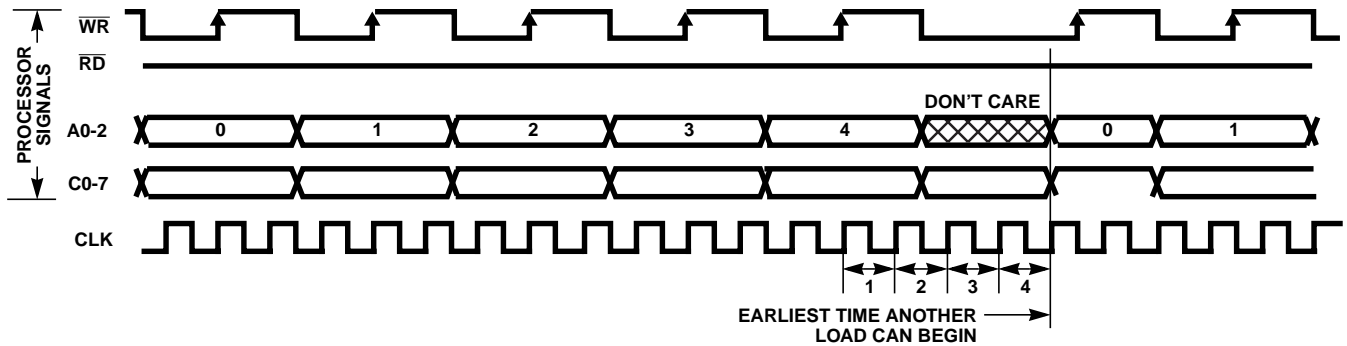 PROCESSOR
SIGNALS
WR
RD
DON'T CARE
A0-2 0 1 2 3 4 0 1
C0-7
CLK
1 2 3 4
EARLIEST TIME ANOTHER
LOAD CAN BEGIN